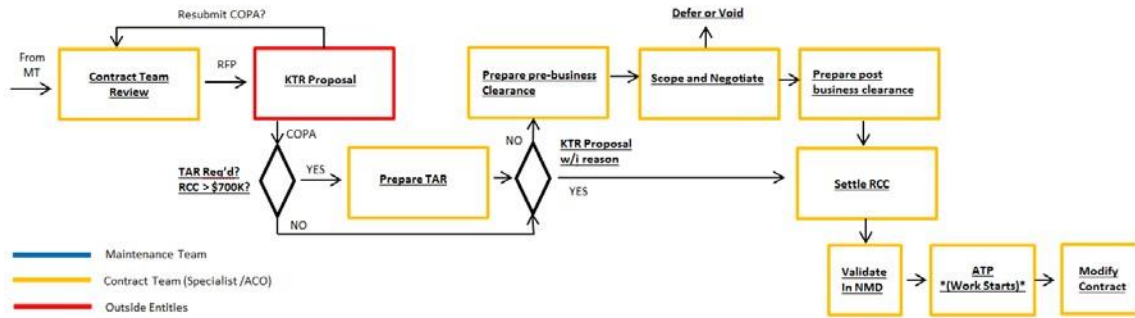 Resubmit COPA?
From
MT
Contract Team
Review
RFP
KTR Proposal
COPA
TAR Req'd?
RCC > $700K?
YES
Prepare TAR
NO
Defer or Void
Prepare pre-business
Clearance
Scope and Negotiate
Prepare post
business clearance
NO
KTR Proposal
w/i reason
YES
Settle RCC
Validate
In NMD
ATP
*(Work Starts)*
Modify
Contract
Maintenance Team
Contract Team (Specialist /ACO)
Outside Entities